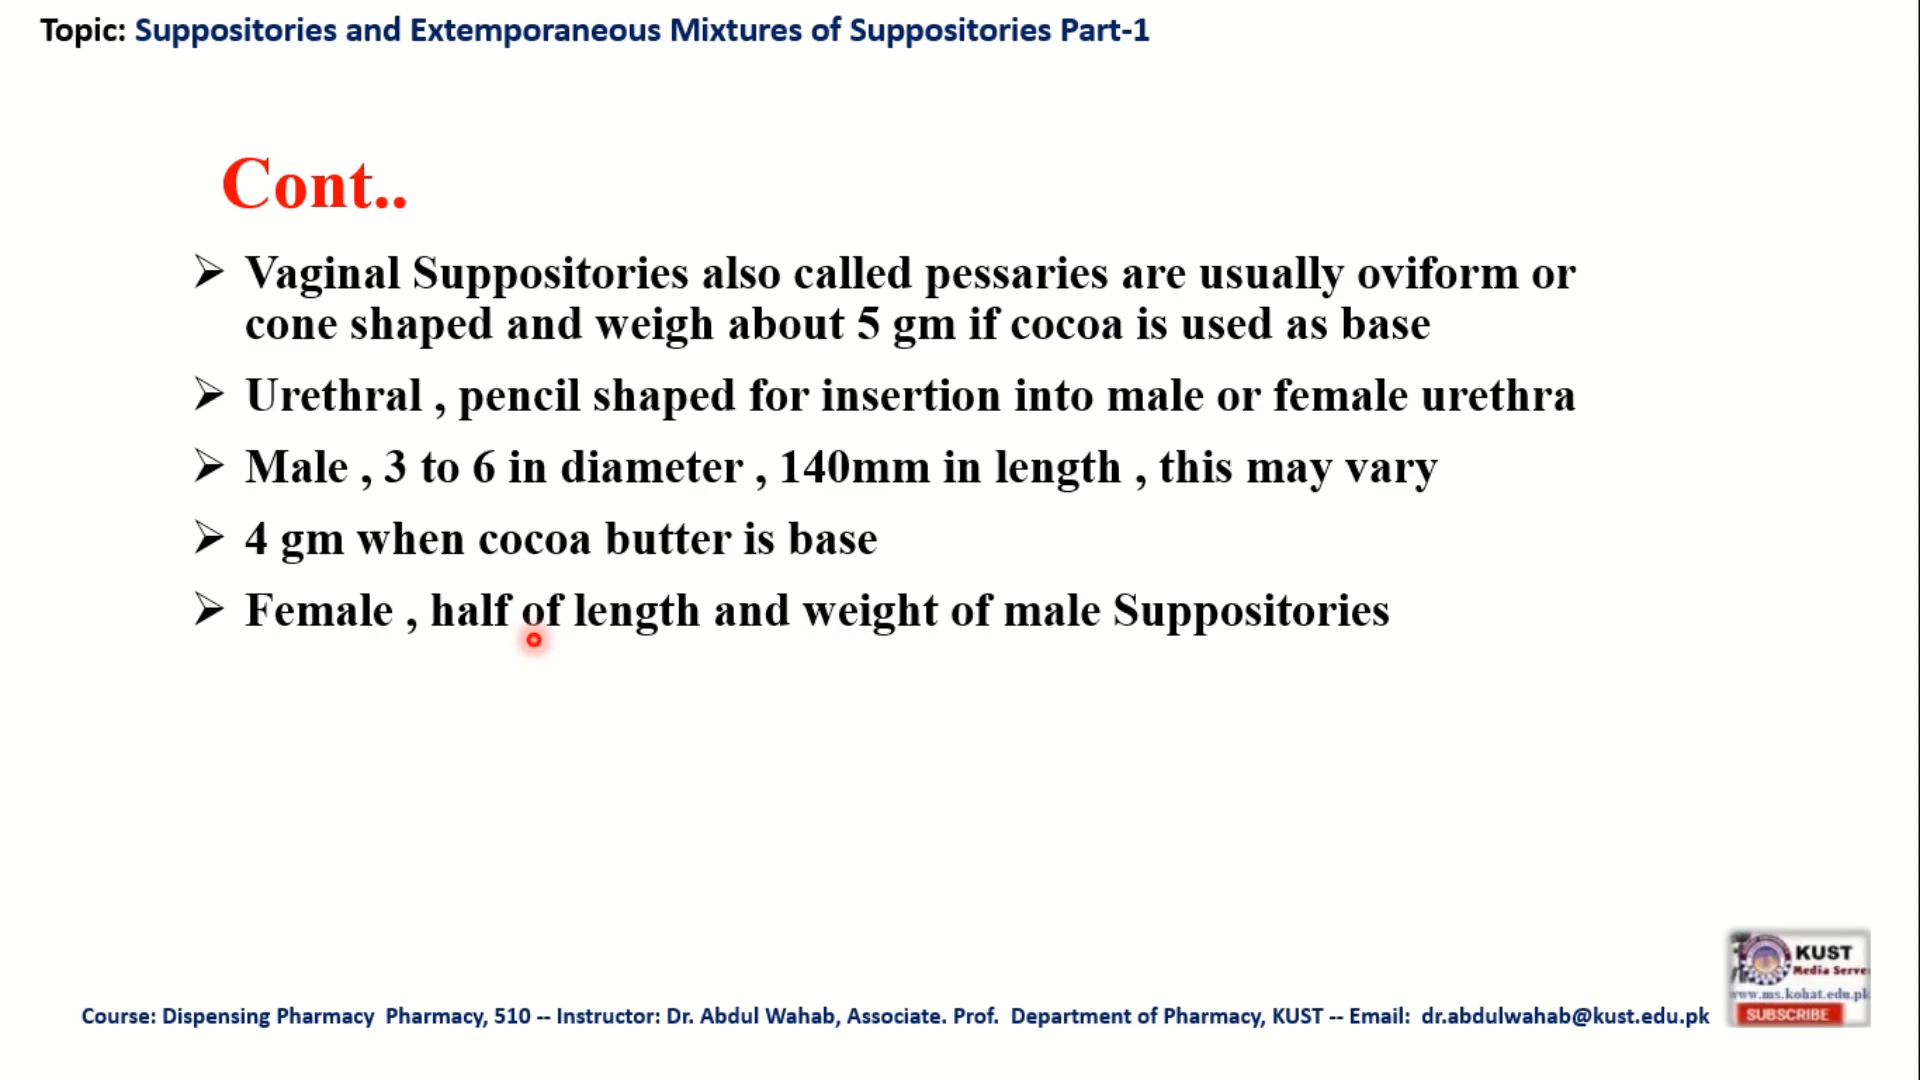 Topic: Suppositories and Extemporaneous Mixtures of Suppositories Part-1
Cont..
Vaginal Suppositories also called pessaries are usually oviform or
cone shaped and weigh about 5 gm if cocoa is used as base
Urethral , pencil shaped for insertion into male or female urethra
Male , 3 to 6 in diameter , 140mm in length , this may vary
4 gm when cocoa butter is base
Female , half of length and weight of male Suppositories
KUST
Media Serve
www.ms.kohat.edu.pk
SUBSCRIBE
Course: Dispensing Pharmacy  Pharmacy, 510 -- Instructor: Dr. Abdul Wahab, Associate. Prof.  Department of Pharmacy, KUST -- Email:  dr.abdulwahab@kust.edu.pk